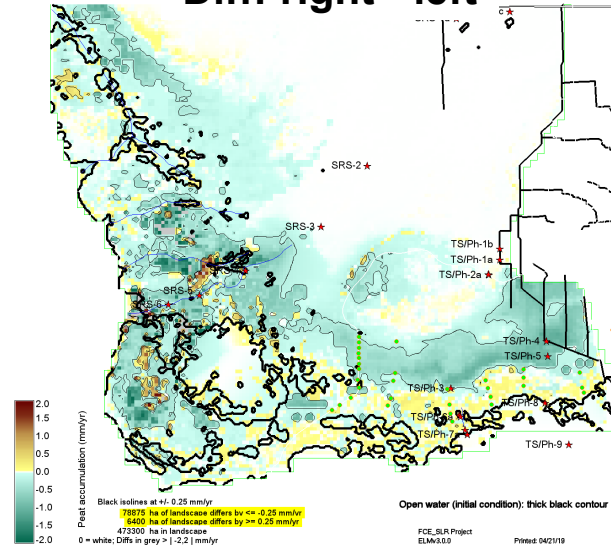 SRS-2
SRS-3
TS/Ph-1b
TS/Ph-1a
TS/Ph-2a
SRS-5
TS/Ph-4
TS/Ph-5
TS/Ph-3
TS/Ph-8
TS/Ph-7
TS/Ph-9
2.0
1.5
1.0
0.5
0.0
-0.5
-1.0
-1.5
-2.0
Peat accumulation (mm/yr)
Black isolines at +/- 0.25 mm/yr
78875 ha of landscape differs by <= -0.25 mm/yr
6400 ha of landscape differs by >= 0.25 mm/yr
473300 ha in landscape
0 = white; Diffs in grey > | -2,2 | mm/yr
Open water (initial condition): thick black contour
FCE_SLR Project
ELMv3.0.0
Printed: 04/21/19